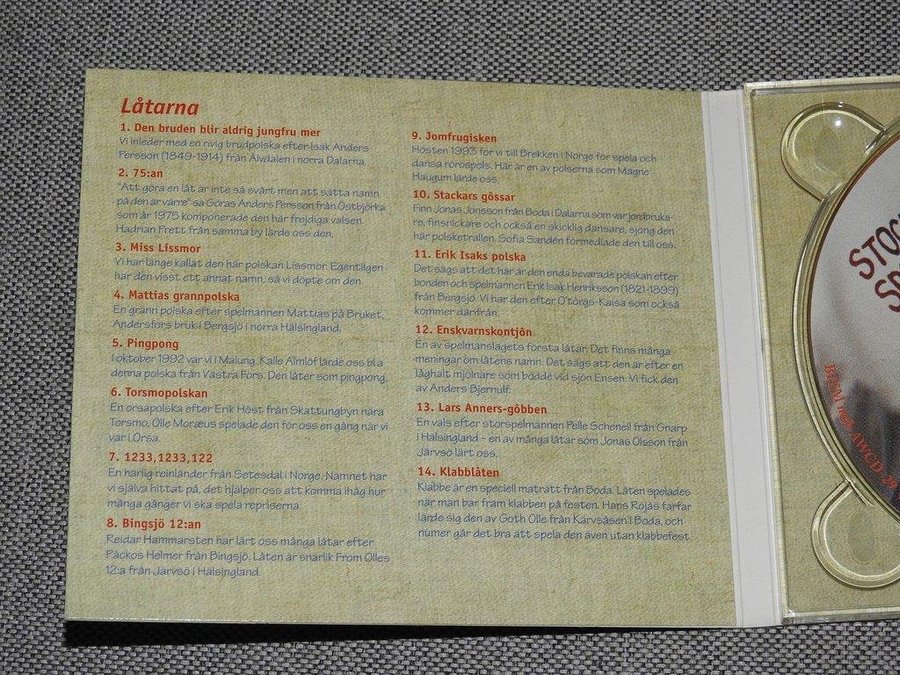 Låtarna
1. Den bruden blir aldrig jungfru mer
Vi inleder med en rivig brudpolska efter Isak Anders
Persson (1849-1914) från Älvdalen i norra Dalarna.
2. 75:an
"Att göra en låt är inte så svårt men att sätta namn
på den är värre" sa Görås Anders Persson från Östbjörka
som år 1975 komponerade den här frejdiga valsen.
Hadrian Prett från samma by lärde oss den.
3. Miss Lissmor
Vi har länge kallat den här polskan Lissmor. Egentligen
har den visst ett annat namn, så vi döpte om den.
4. Mattias grannpolska
En grann polska efter spelmannen Mattias på Bruket,
Andersfors bruk i Bergsjö i norra Hälsingland.
5. Pingpong
I oktober 1992 var vi i Malung. Kalle Almlöf lärde oss bl a
denna polska från Västra Fors. Den låter som pingpong.
6. Torsmopolskan
En orsapolska efter Erik Höst från Skattungbyn nära
Torsmo. Olle Moræus spelade den för oss en gång när vi
var i Orsa.
7. 1233,1233,122
En härlig reinländer från Setesdal i Norge. Namnet har
vi själva hittat på, det hjälper oss att komma ihåg hur
många gånger vi ska spela repriserna.
8. Bingsjö 12:an
Reidar Hammarsten har lärt oss många låtar efter
Päckos Helmer från Bingsjö. Låten är snarlik From Olles
12:a från Järvsö i Hälsingland.
9. Jomfrugisken
Hösten 1993 for vi till Brekken i Norge för spela och
dansa rørospols. Här är en av polserna som Magne
Haugum lärde oss.
10. Stackars gössar
Finn Jonas Jonsson från Boda i Dalarna som var jordbruka-
re, finsnickare och också en skicklig dansare, sjöng den
här polsketrallen. Sofia Sandén förmedlade den till oss.
11. Erik Isaks polska
Det sägs att det här är den enda bevarade polskan efter
bonden och spelmannen Erik Isak Henriksson (1821-1899)
från Bergsjö. Vi har den efter O'törgs-Kaisa som också
kommer därifrån.
12. Enskvarnskontjôn
En av spelmanslagets första låtar. Det finns många
meningar om låtens namn. Det sägs att den är efter en
låghalt mjölnare som bodde vid sjön Ensen. Vi fick den
av Anders Bjernulf.
13. Lars Anners-göbben
En vals efter storspelmannen Pelle Schenell från Gnarp
i Hälsingland - en av många låtar som Jonas Olsson från
Järvsö lärt oss.
14. Klabblåten
Klabbe är en speciell maträtt från Boda. Låten spelades
när man bar fram klabben på festen. Hans Röjås farfar
lärde sig den av Goth Olle från Kärvsåsen i Boda, och
numer går det bra att spela den även utan klabbefest.